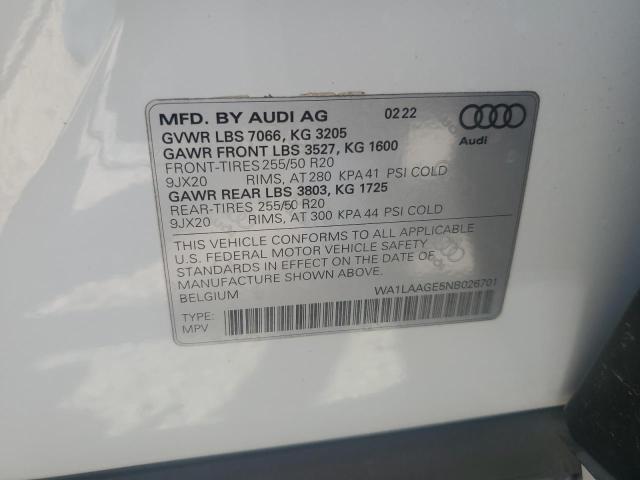 MFD. BY AUDI AG 0222
GVWR LBS 7066, KG 3205
GAWR FRONT LBS 3527, KG 1600
FRONT-TIRES 255/50 R20
9JX20 RIMS, AT 280 KPA 41 PSI COLD
GAWR REAR LBS 3803, KG 1725
REAR-TIRES 255/50 R20
9JX20 RIMS, AT 300 KPA 44 PSI COLD
Audi
THIS VEHICLE CONFORMS TO ALL APPLICABLE
U.S. FEDERAL MOTOR VEHICLE SAFETY
STANDARDS IN EFFECT ON THE DATE OF
MANUFACTURE SHOWN ABOVE.
BELGIUM WA1LAAGE5NB026701
TYPE:
MPV